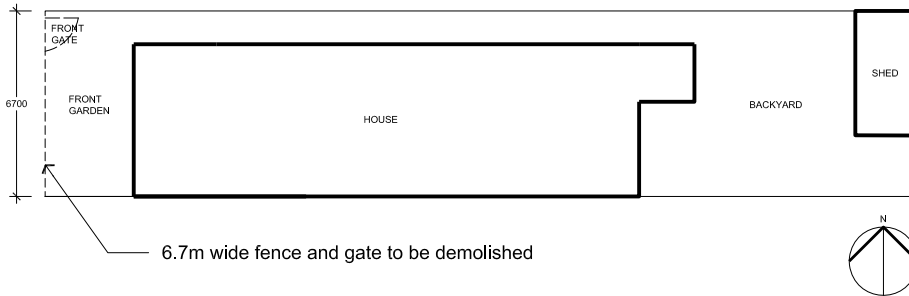 FRONT
GATE
6700
FRONT
GARDEN
HOUSE
BACKYARD
SHED
6.7m wide fence and gate to be demolished
N